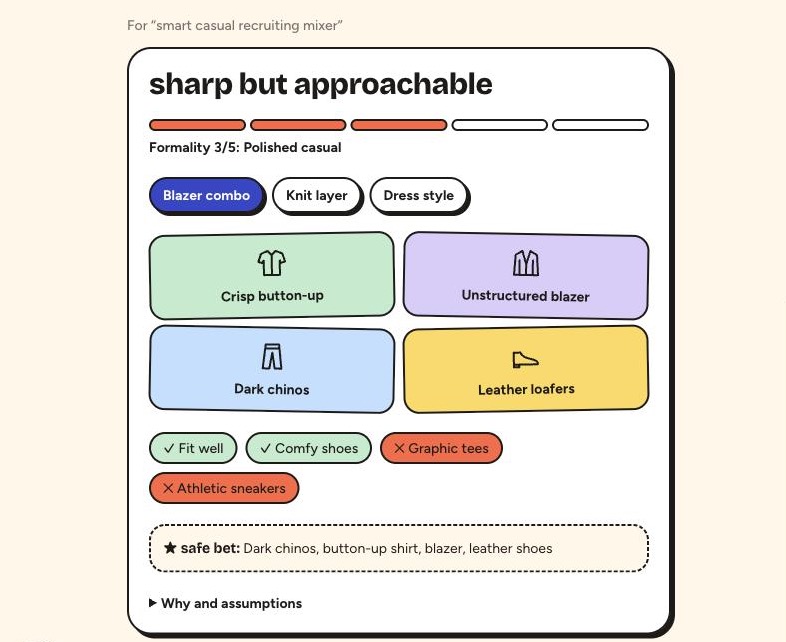 For “smart casual recruiting mixer”
sharp but approachable
Formality 3/5: Polished casual
Blazer combo Knit layer Dress style
Crisp button-up Unstructured blazer
Dark chinos Leather loafers
✓ Fit well ✓ Comfy shoes ✕ Graphic tees
✕ Athletic sneakers
★ safe bet: Dark chinos, button-up shirt, blazer, leather shoes
▶ Why and assumptions